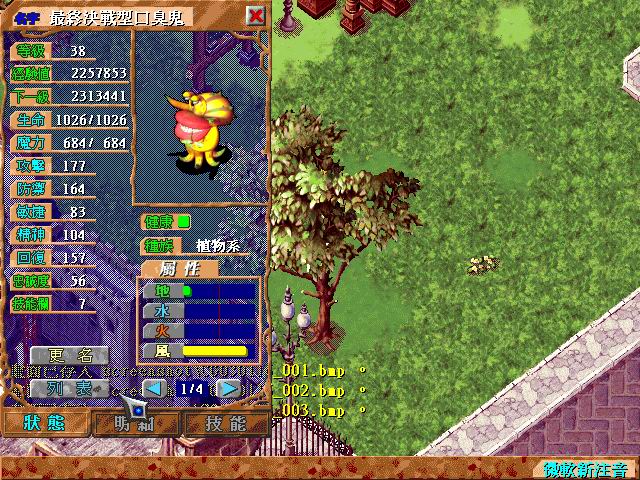 名字 最終決戰型口臭鬼
等級 38
經驗值 2257853
下一級 2313441
生命 1026/1026
魔力 684/ 684
攻擊 177
防禦 164
敏捷 83
精神 104
回復 157
忠誠度 56
技能欄 7
健康
種族 植物系
屬性
地
水
火
風
更名
_001.bmp 。
列表 1/4
_002.bmp 。
_003.bmp 。
狀態 明細 技能
微軟新注音